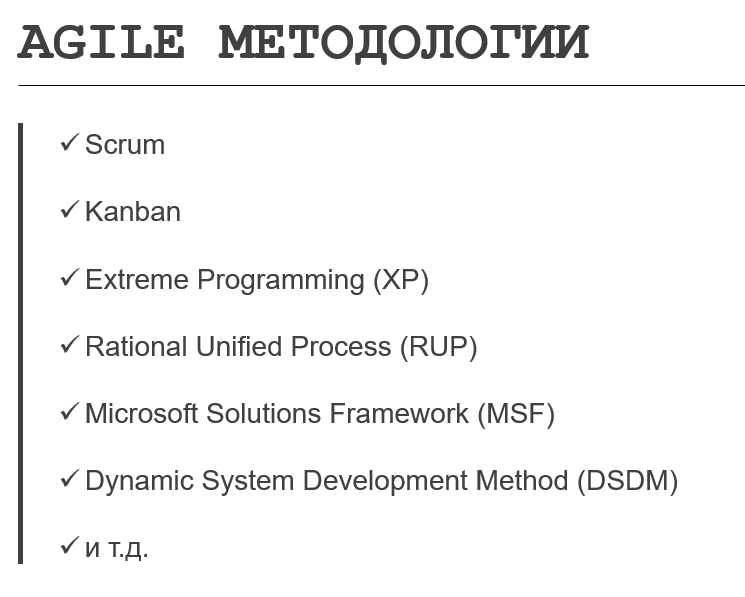 AGILE МЕТОДОЛОГИИ
✓ Scrum
✓ Kanban
✓ Extreme Programming (XP)
✓ Rational Unified Process (RUP)
✓ Microsoft Solutions Framework (MSF)
✓ Dynamic System Development Method (DSDM)
✓ и т.д.